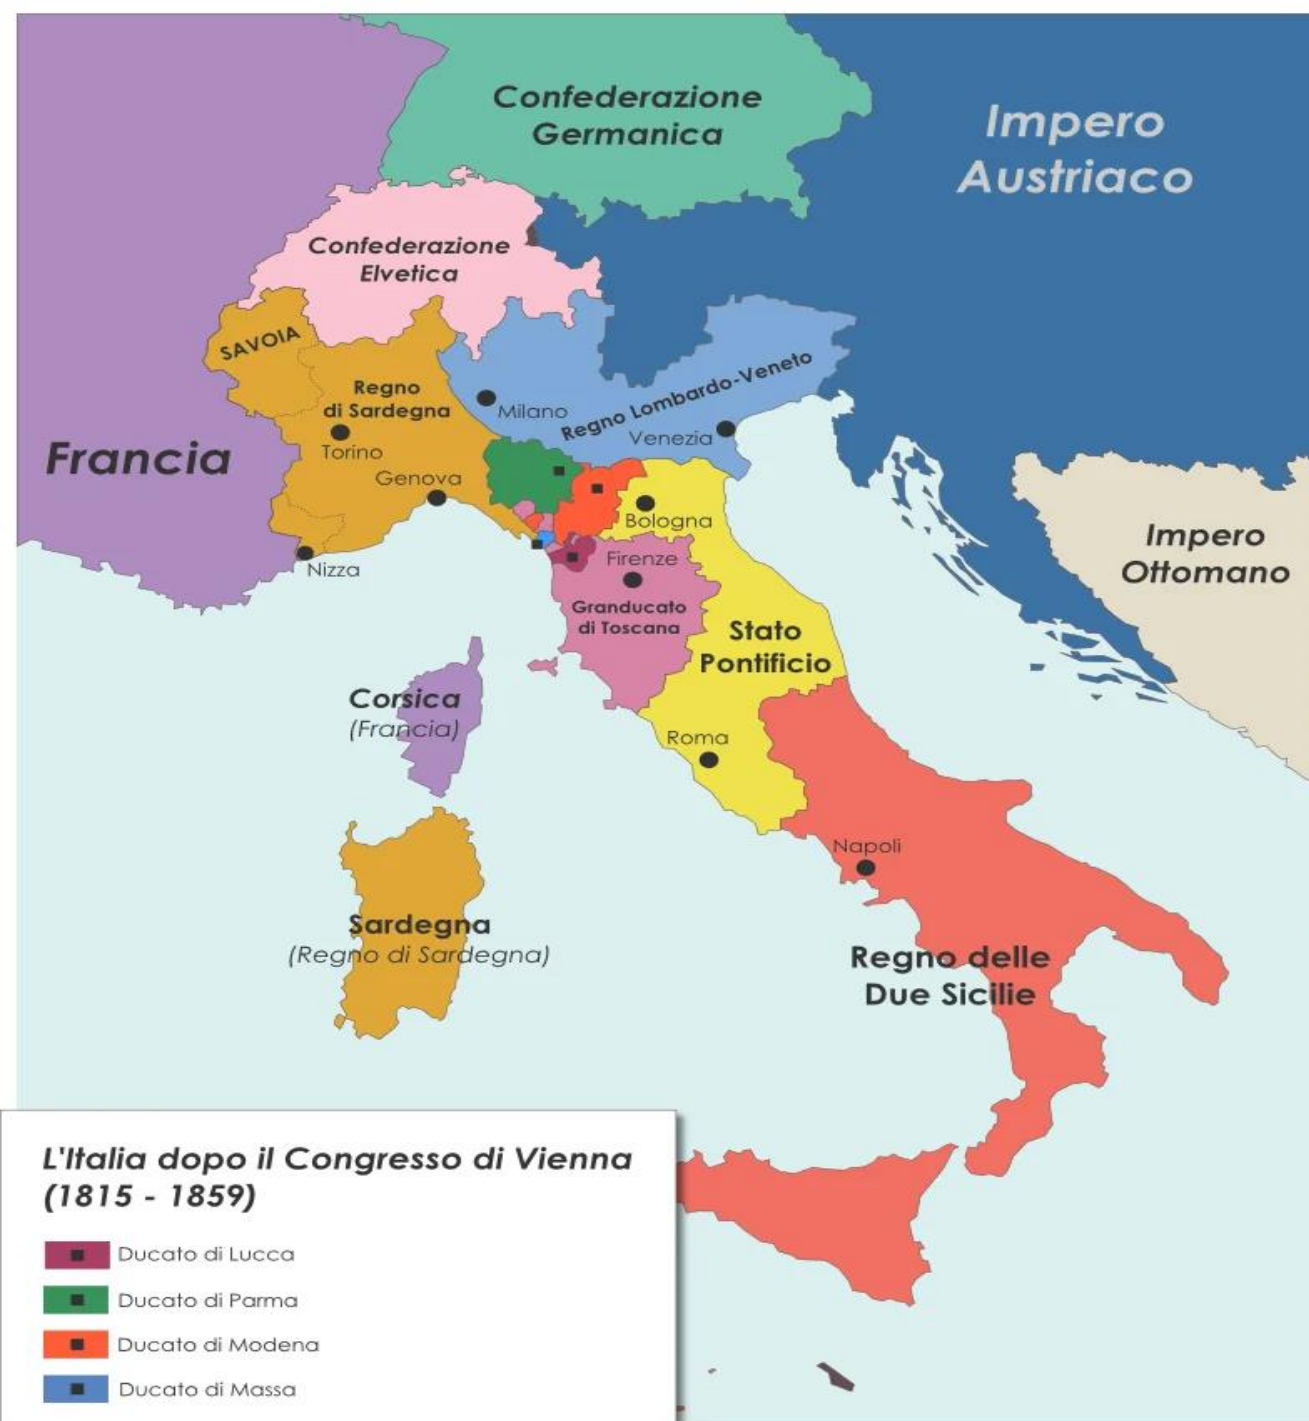 Confederazione
Germanica
Impero
Austriaco
Confederazione
Elvetica
SAVOIA
Regno
di Sardegna
Milano
Regno Lombardo-Veneto
Venezia
Torino
Francia
Genova
Bologna
Nizza
Firenze
Impero
Ottomano
Granducato
di Toscana
Stato
Pontificio
Corsica
(Francia)
Roma
Napoli
Sardegna
(Regno di Sardegna)
Regno delle
Due Sicilie
L'Italia dopo il Congresso di Vienna
(1815 - 1859)
Ducato di Lucca
Ducato di Parma
Ducato di Modena
Ducato di Massa